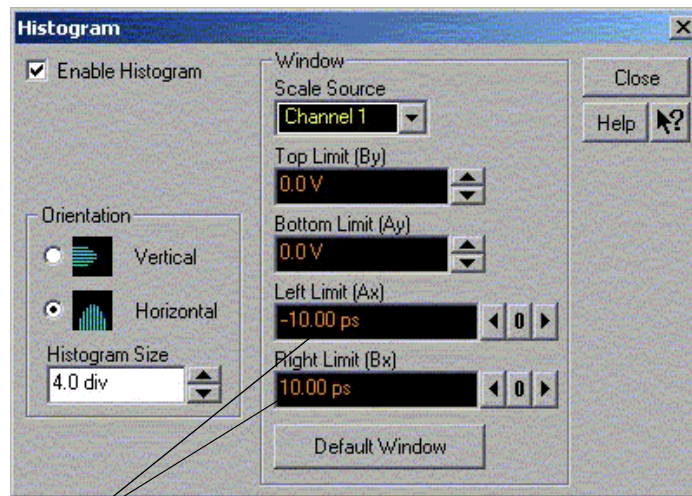 Histogram
Enable Histogram
Orientation
Vertical
Horizontal
Histogram Size
4.0 div
Window
Scale Source
Channel 1
Top Limit (By)
0.0 V
Bottom Limit (Ay)
0.0 V
Left Limit (Ax)
-10.00 ps
0
Right Limit (Bx)
10.00 ps
0
Default Window
Close
Help
?